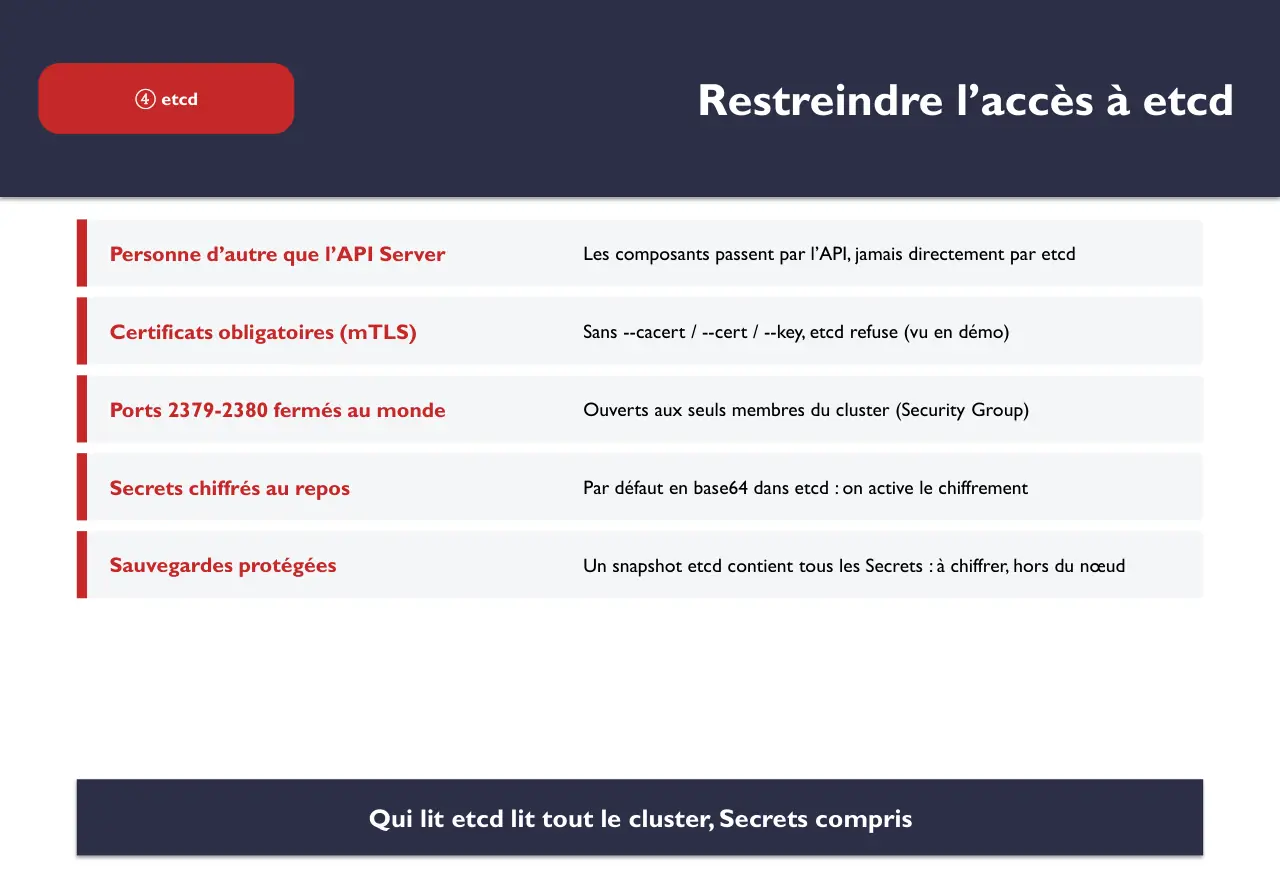 ④ etcd
Restreindre l’accès à etcd
Personne d’autre que l’API Server
Les composants passent par l’API, jamais directement par etcd
Certificats obligatoires (mTLS)
Sans --cacert / --cert / --key, etcd refuse (vu en démo)
Ports 2379-2380 fermés au monde
Ouverts aux seuls membres du cluster (Security Group)
Secrets chiffrés au repos
Par défaut en base64 dans etcd : on active le chiffrement
Sauvegardes protégées
Un snapshot etcd contient tous les Secrets : à chiffrer, hors du nœud
Qui lit etcd lit tout le cluster, Secrets compris